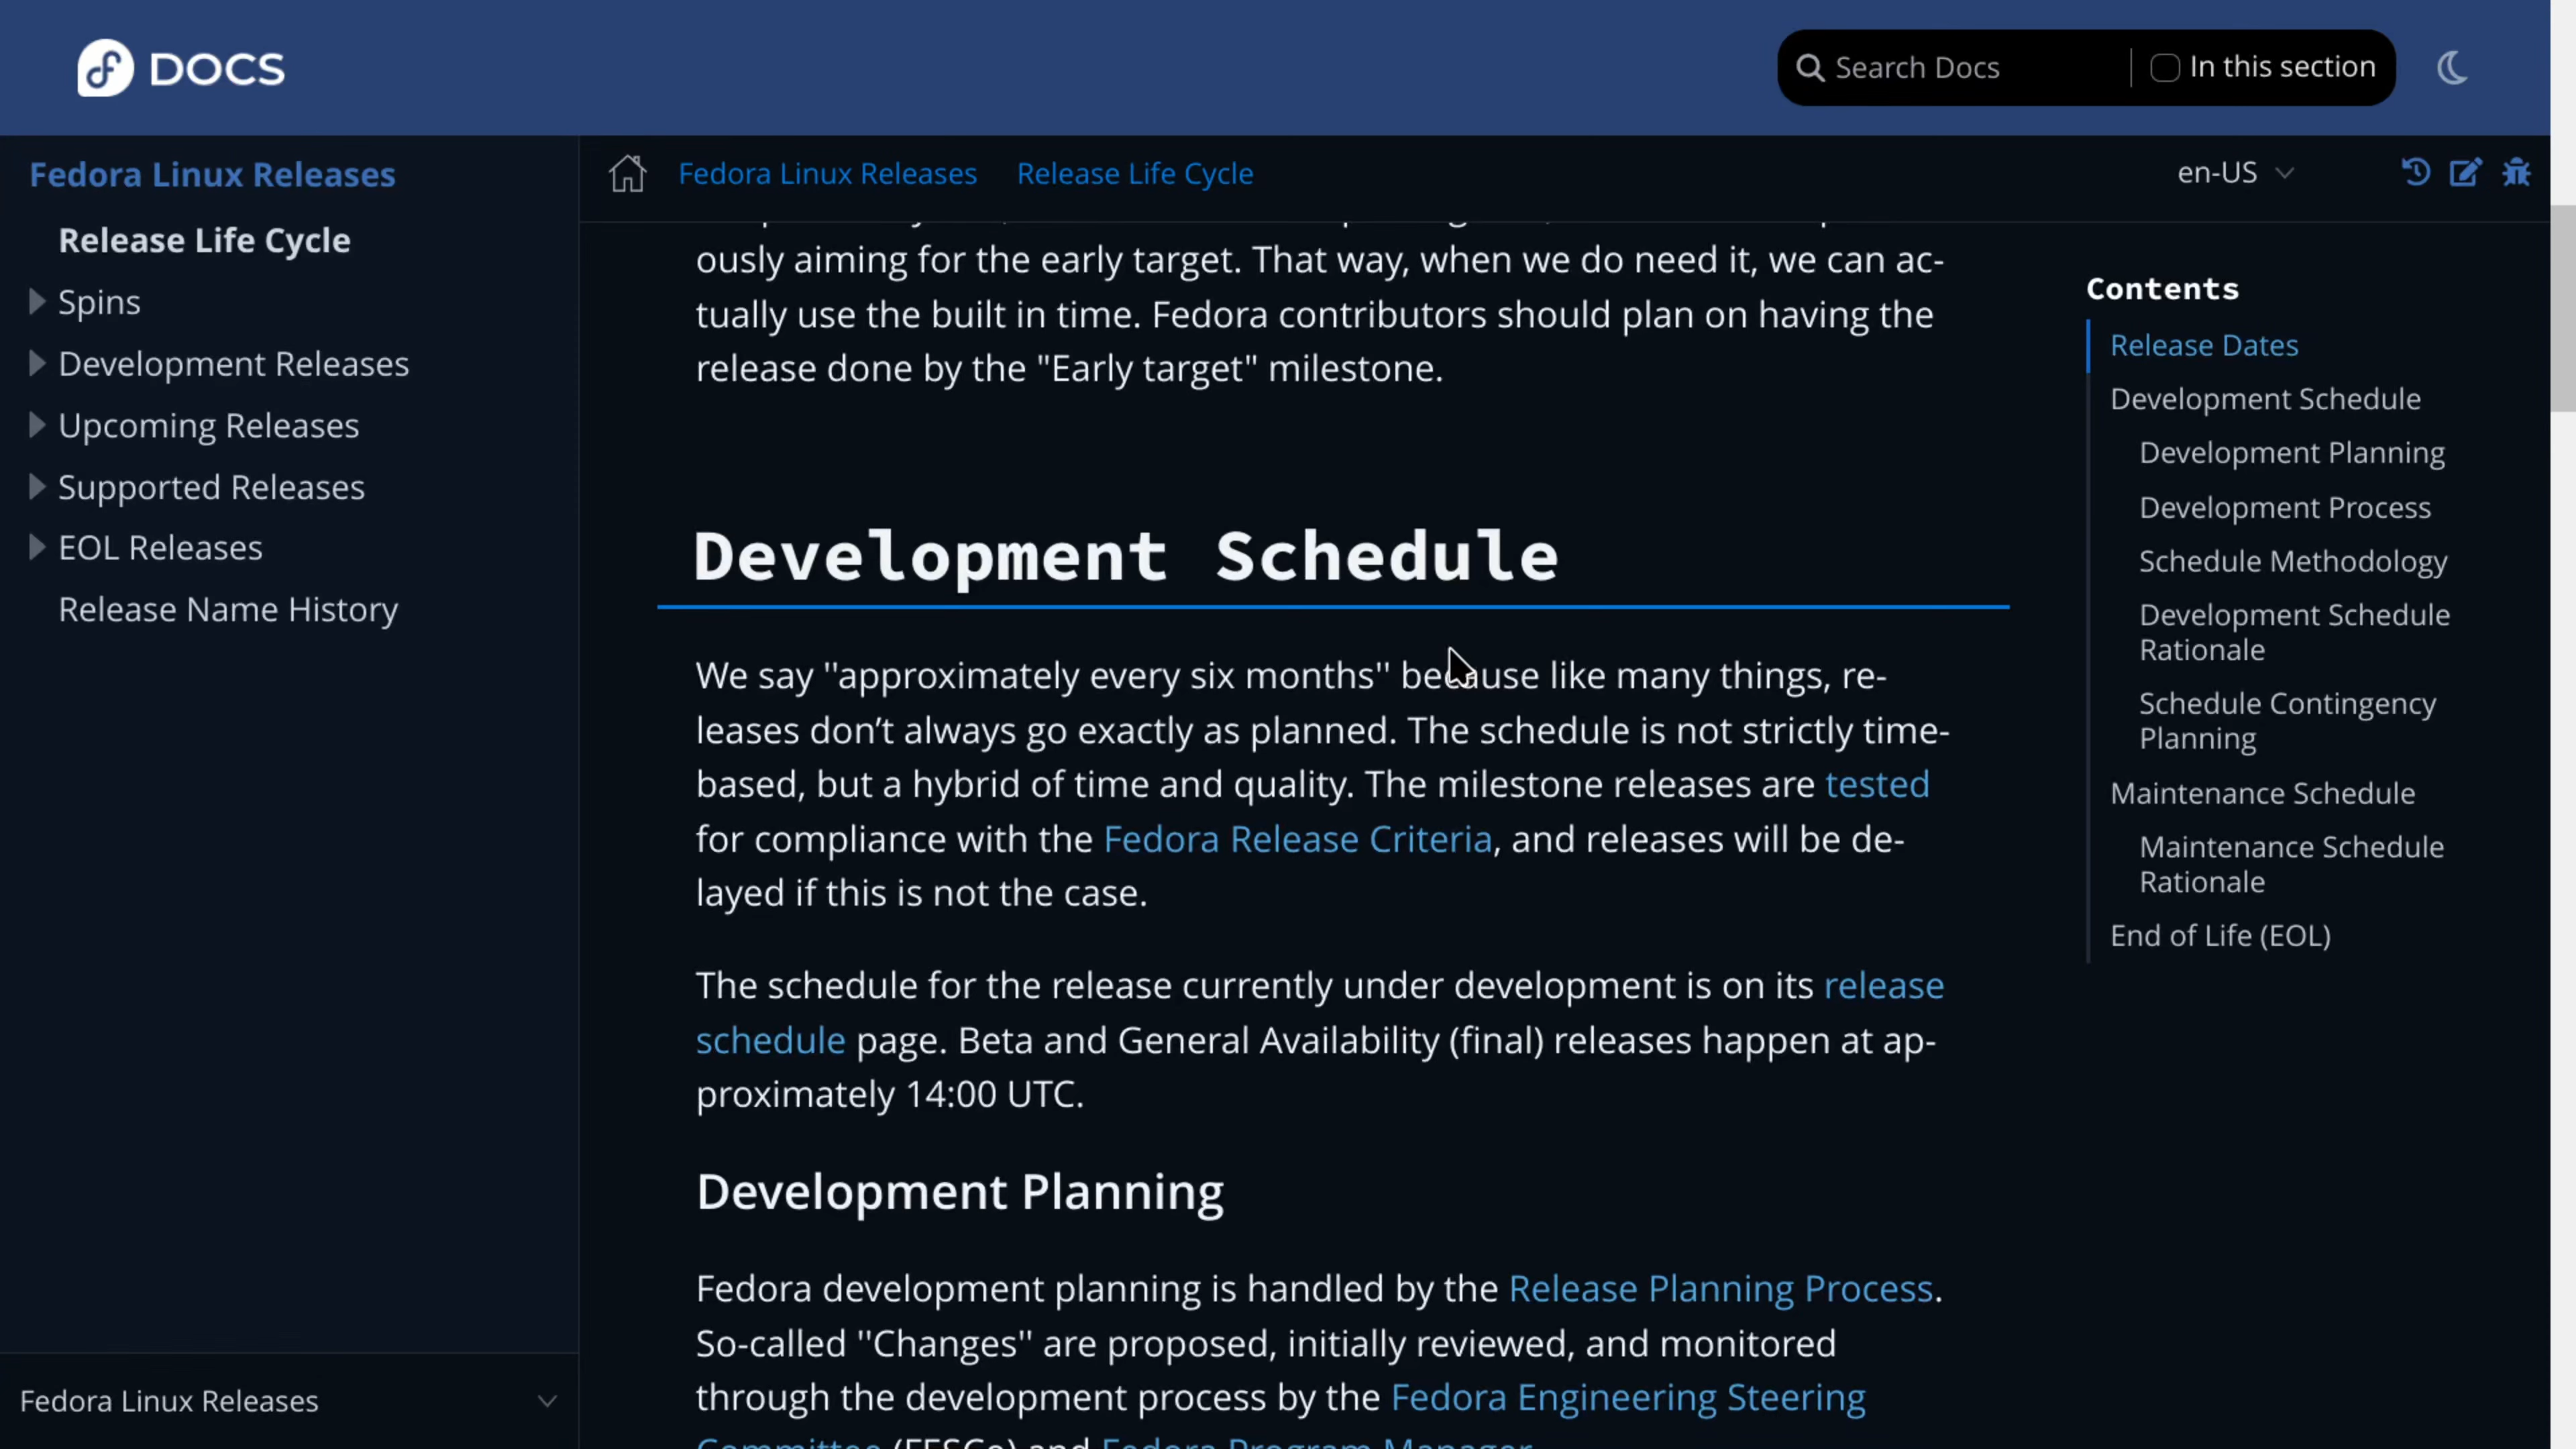 DOCS
Search Docs
In this section
Fedora Linux Releases
Release Life Cycle
Spins
Development Releases
Upcoming Releases
Supported Releases
EOL Releases
Release Name History
Fedora Linux Releases
Fedora Linux Releases
Release Life Cycle
en-US
ously aiming for the early target. That way, when we do need it, we can ac-
tually use the built in time. Fedora contributors should plan on having the
release done by the "Early target" milestone.
Development Schedule
We say "approximately every six months" because like many things, re-
leases don’t always go exactly as planned. The schedule is not strictly time-
based, but a hybrid of time and quality. The milestone releases are tested
for compliance with the Fedora Release Criteria, and releases will be de-
layed if this is not the case.
The schedule for the release currently under development is on its release
schedule page. Beta and General Availability (final) releases happen at ap-
proximately 14:00 UTC.
Development Planning
Fedora development planning is handled by the Release Planning Process.
So-called "Changes" are proposed, initially reviewed, and monitored
through the development process by the Fedora Engineering Steering
Committee (FESCo) and Fedora Program Manager
Contents
Release Dates
Development Schedule
Development Planning
Development Process
Schedule Methodology
Development Schedule
Rationale
Schedule Contingency
Planning
Maintenance Schedule
Maintenance Schedule
Rationale
End of Life (EOL)